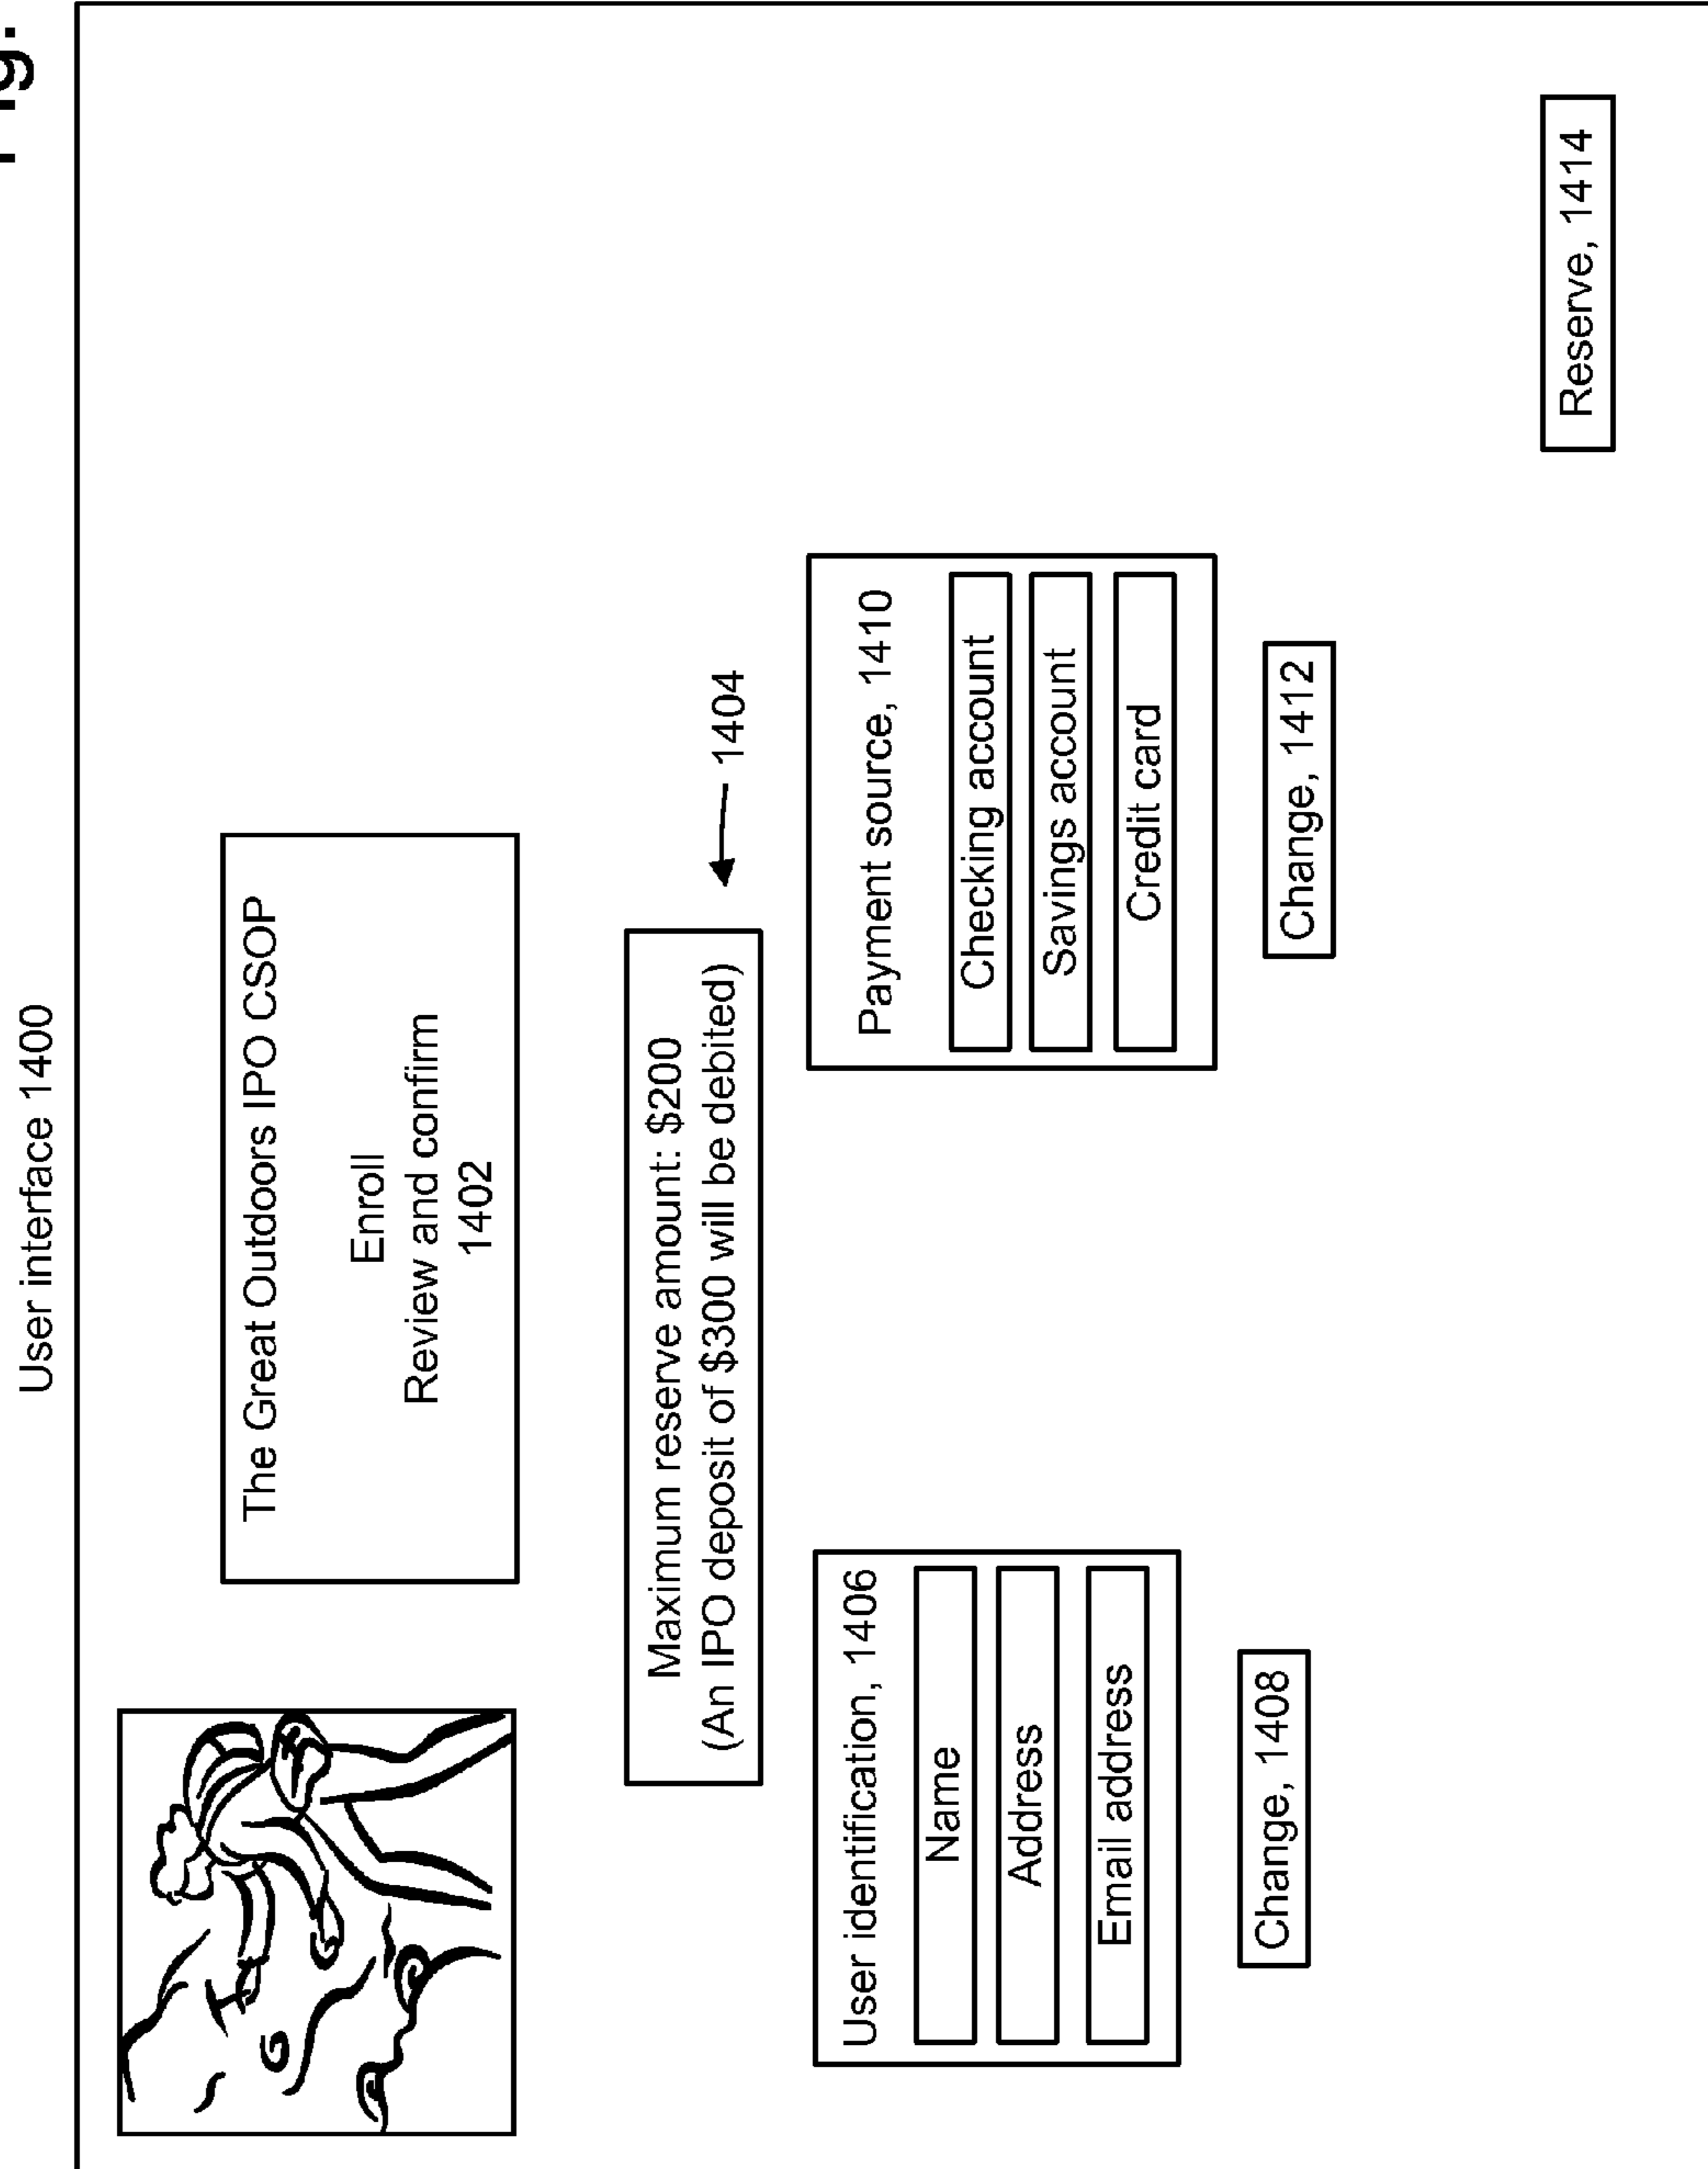 User interface 1400
Fig.
The Great Outdoors IPO CSOP
Enroll
Review and confirm
1402
Maximum reserve amount: $200
(An IPO deposit of $300 will be debited)
1404
User identification, 1406
Name
Address
Email address
Change, 1408
Payment source, 1410
Checking account
Savings account
Credit card
Change, 1412
Reserve, 1414